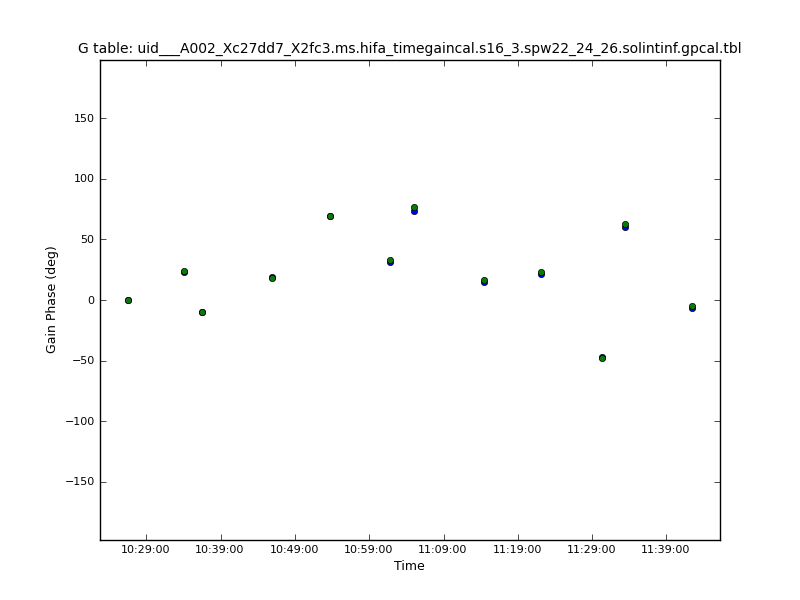 G table: uid___A002_Xc27dd7_X2fc3.ms.hifa_timegaincal.s16_3.spw22_24_26.solintinf.gpcal.tbl
150
100
50
0
−50
−100
−150
Gain Phase (deg)
10:29:00 10:39:00 10:49:00 10:59:00 11:09:00 11:19:00 11:29:00 11:39:00
Time